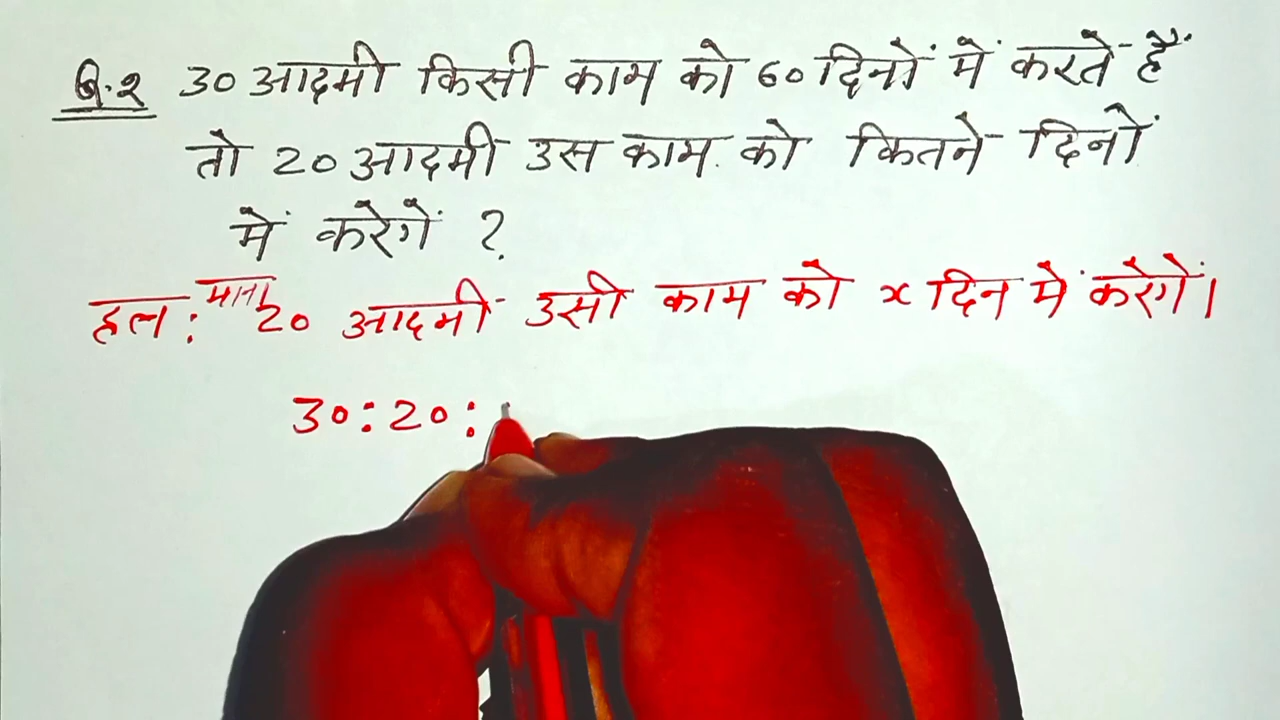 Q.2 30 आदमी किसी काम को 60 दिनों में करते हैं
तो 20 आदमी उस काम को कितने दिनों
में करेगें ?
हल: माना 20 आदमी उसी काम को x दिन में करेगें।
30:20: